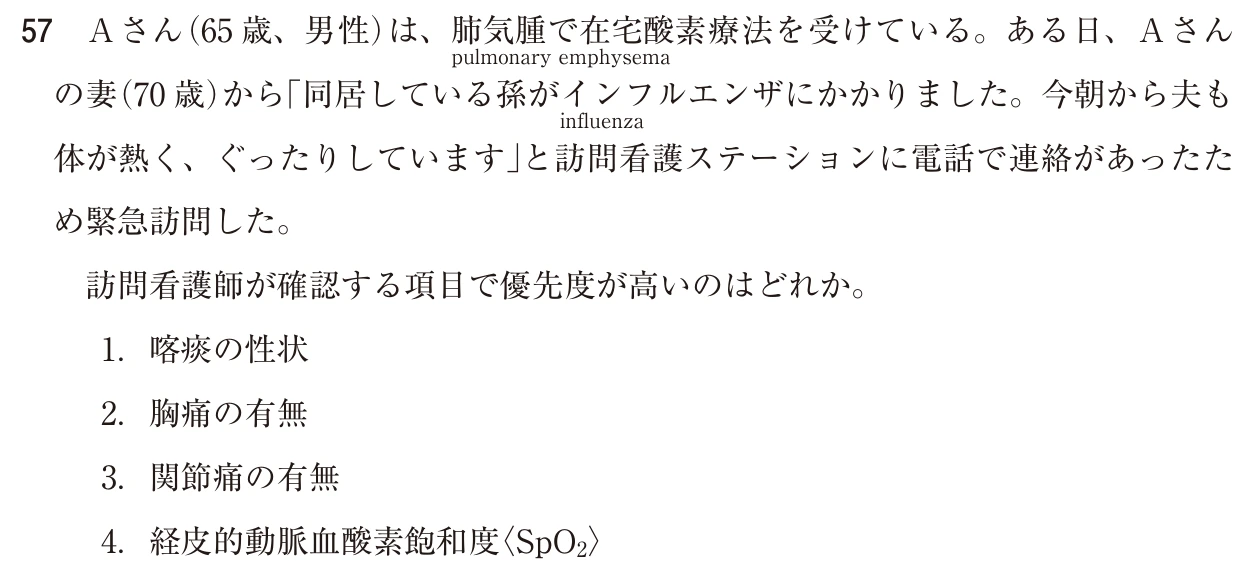 57 Aさん(65歳、男性)は、肺気腫で在宅酸素療法を受けている。ある日、Aさん
pulmonary emphysema
の妻(70歳)から「同居している孫がインフルエンザにかかりました。今朝から夫も
influenza
体が熱く、ぐったりしています」と訪問看護ステーションに電話で連絡があったた
め緊急訪問した。
訪問看護師が確認する項目で優先度が高いのはどれか。
1. 喀痰の性状
2. 胸痛の有無
3. 関節痛の有無
4. 経皮的動脈血酸素飽和度〈SpO₂〉